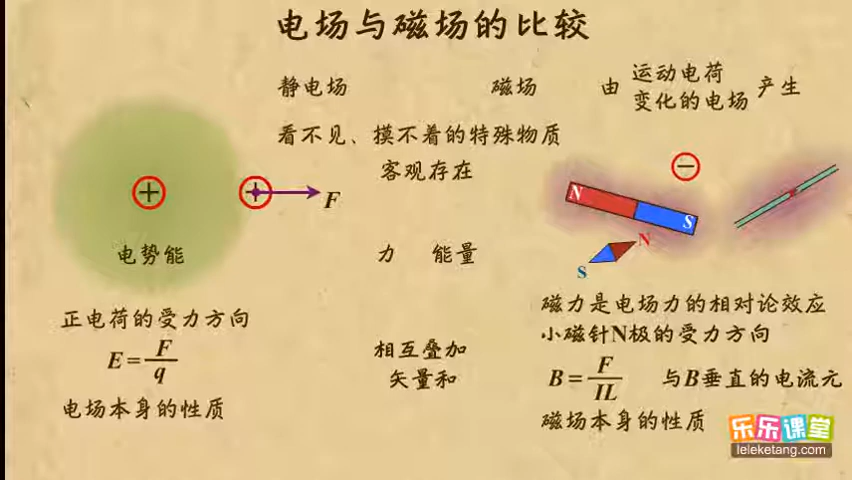 电场与磁场的比较
静电场 磁场 由 运动电荷 产生
变化的电场
看不见、摸不着的特殊物质
客观存在
+ + F
−
N S
N
S
电势能 力 能量
磁力是电场力的相对论效应
正电荷的受力方向
小磁针N极的受力方向
相互叠加
E=F/q
矢量和
B=F/IL 与B垂直的电流元
电场本身的性质
磁场本身的性质
乐乐课堂
leleketang.com